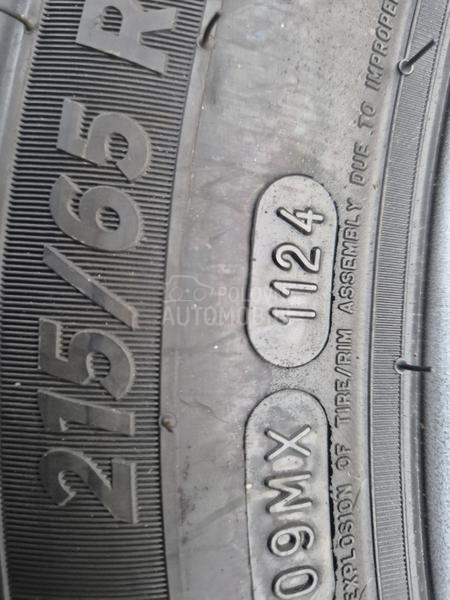 215/65 R
1124
09MX
EXPLOSION OF TIRE/RIM ASSEMBLY DUE TO IMPROPER
POLOVNI
AUTOMOBILI